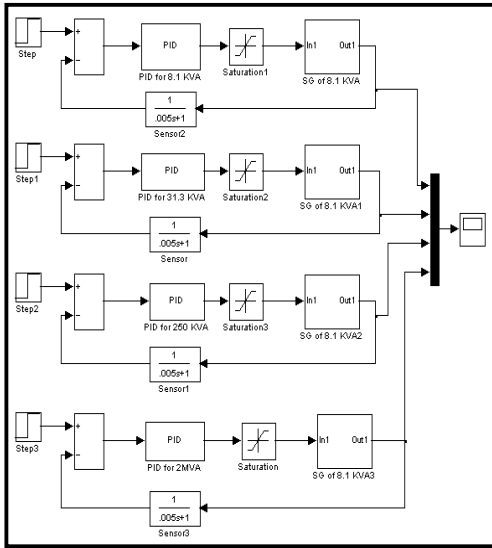 Step
+
-
PID
PID for 8.1 KVA
Saturation1
In1 Out1
SG of 8.1 KVA
1
.005s+1
Sensor2
Step1
+
-
PID
PID for 31.3 KVA
Saturation2
In1 Out1
SG of 8.1 KVA1
1
.005s+1
Sensor
Step2
+
-
PID
PID for 250 KVA
Saturation3
In1 Out1
SG of 8.1 KVA2
1
.005s+1
Sensor1
Step3
+
-
PID
PID for 2MVA
Saturation
In1 Out1
SG of 8.1 KVA3
1
.005s+1
Sensor3